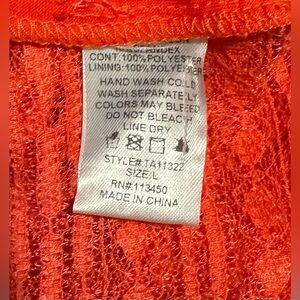 SPANDEX
CONT:100% POLYESTER
LINING:100% POLYESTER
HAND WASH COLD
WASH SEPARATELY
COLORS MAY BLEED
DO NOT BLEACH
LINE DRY
STYLE#:TA11322
SIZE:L
RN#:113450
MADE IN CHINA